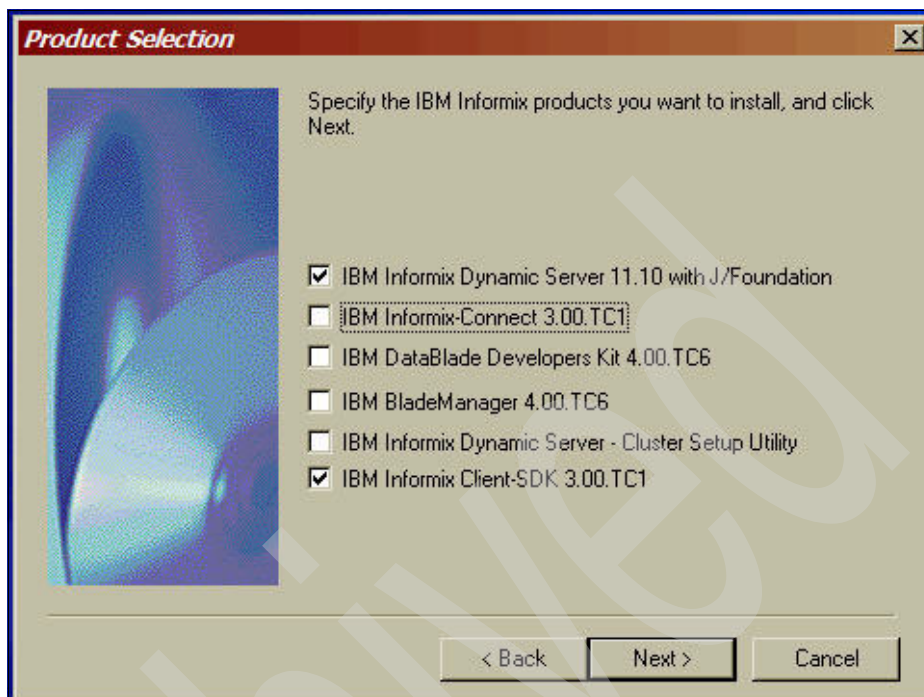 Product Selection
Specify the IBM Informix products you want to install, and click
Next.
IBM Informix Dynamic Server 11.10 with J/Foundation
IBM Informix-Connect 3.00.TC1
IBM DataBlade Developers Kit 4.00.TC6
IBM BladeManager 4.00.TC6
IBM Informix Dynamic Server - Cluster Setup Utility
IBM Informix Client-SDK 3.00.TC1
< Back Next > Cancel